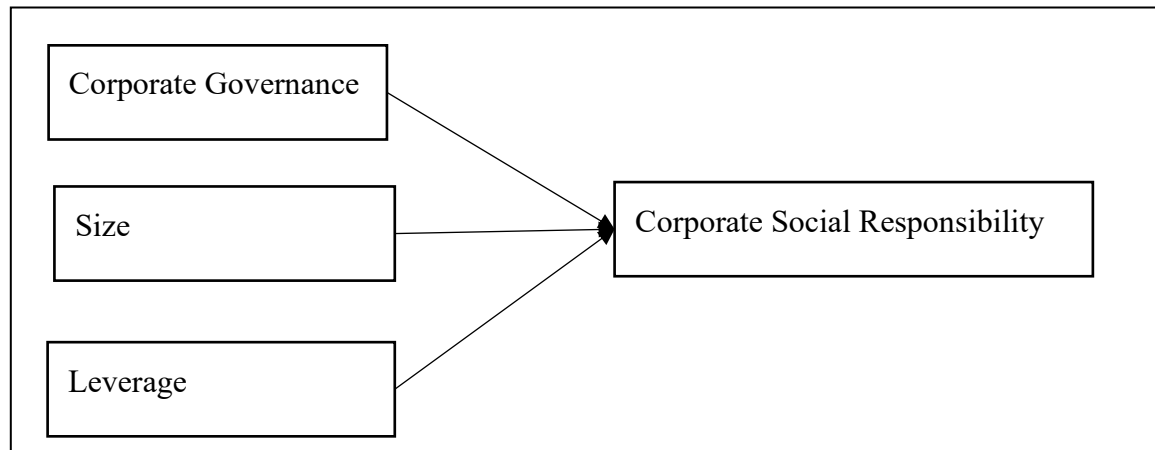 Corporate Governance
Size
Corporate Social Responsibility
Leverage